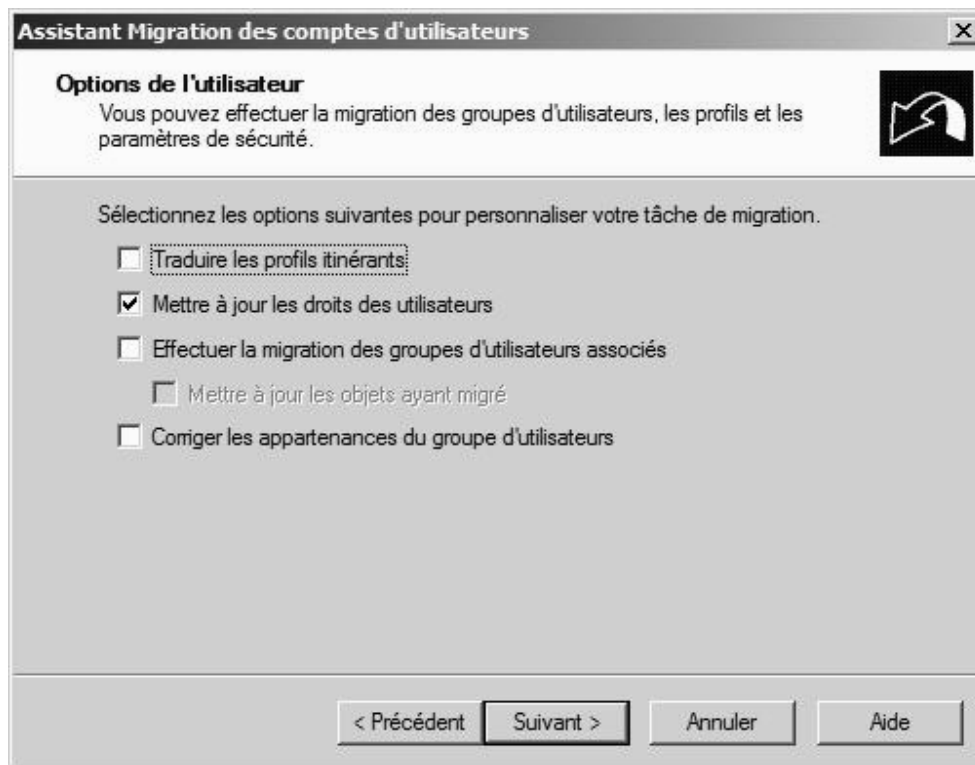 Assistant Migration des comptes d'utilisateurs
Options de l'utilisateur
Vous pouvez effectuer la migration des groupes d'utilisateurs, les profils et les
paramètres de sécurité.
Sélectionnez les options suivantes pour personnaliser votre tâche de migration.
Traduire les profils itinérants
Mettre à jour les droits des utilisateurs
Effectuer la migration des groupes d'utilisateurs associés
Mettre à jour les objets ayant migré
Corriger les appartenances du groupe d'utilisateurs
< Précédent Suivant > Annuler Aide